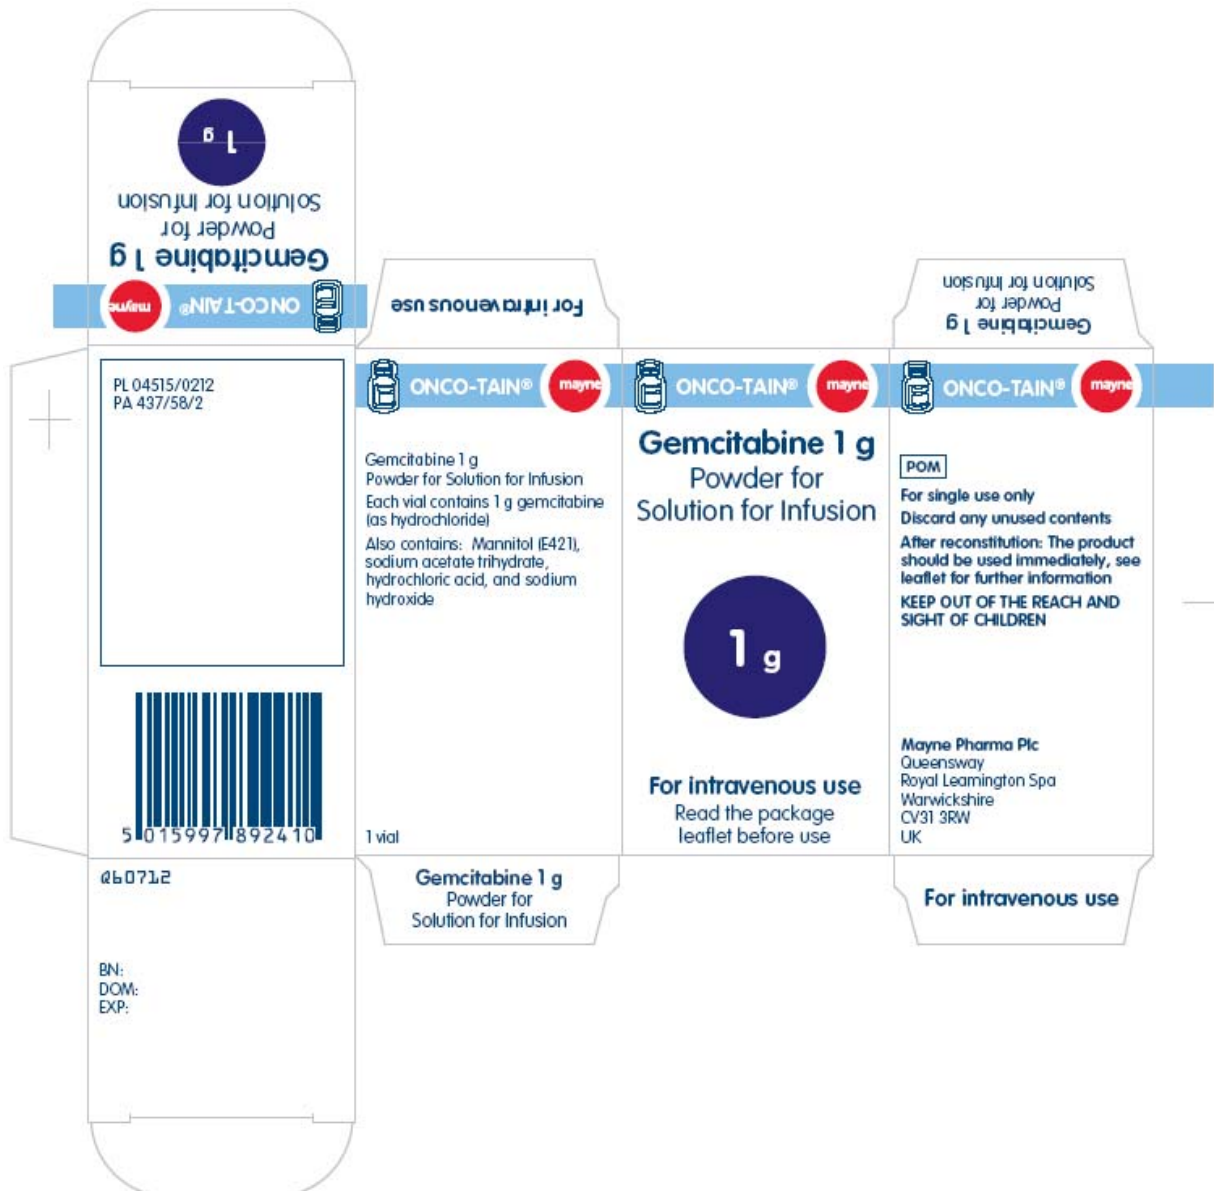 1 g
Solution for Infusion
Powder for
Gemcitabine 1 g
mayne
ONCO-TAIN®
For intravenous use
Gemcitabine 1 g
Powder for
Solution for Infusion
PL 04515/0212
PA 437/58/2
5 015997 892410
Q60712
BN:
DOM:
EXP:
ONCO-TAIN® mayne
Gemcitabine 1 g
Powder for Solution for Infusion
Each vial contains 1 g gemcitabine
(as hydrochloride)
Also contains: Mannitol (E421),
sodium acetate trihydrate,
hydrochloric acid, and sodium
hydroxide
1 vial
Gemcitabine 1 g
Powder for
Solution for Infusion
ONCO-TAIN® mayne
Gemcitabine 1 g
Powder for
Solution for Infusion
1 g
For intravenous use
Read the package
leaflet before use
ONCO-TAIN® mayne
POM
For single use only
Discard any unused contents
After reconstitution: The product
should be used immediately, see
leaflet for further information
KEEP OUT OF THE REACH AND
SIGHT OF CHILDREN
Mayne Pharma Plc
Queensway
Royal Leamington Spa
Warwickshire
CV31 3RW
UK
For intravenous use